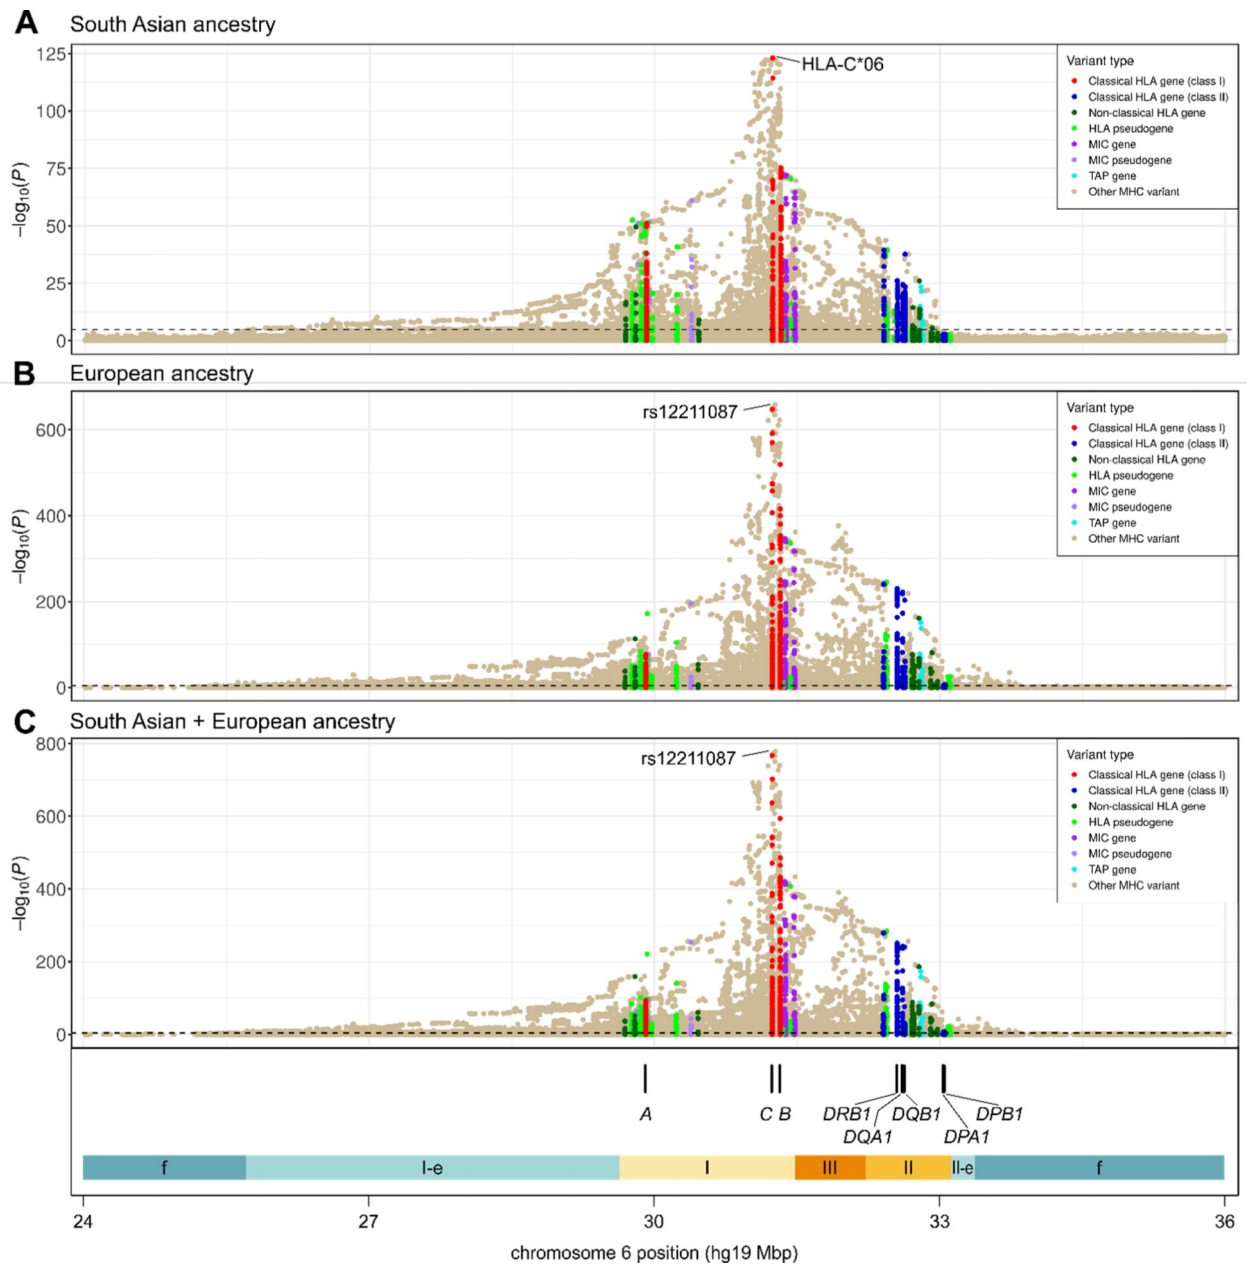 A South Asian ancestry
−log10(P)
125
100
75
50
25
0
HLA-C*06
Variant type
Classical HLA gene (class I)
Classical HLA gene (class II)
Non-classical HLA gene
HLA pseudogene
MIC gene
MIC pseudogene
TAP gene
Other MHC variant
B European ancestry
−log10(P)
600
400
200
0
rs12211087
Variant type
Classical HLA gene (class I)
Classical HLA gene (class II)
Non-classical HLA gene
HLA pseudogene
MIC gene
MIC pseudogene
TAP gene
Other MHC variant
C South Asian + European ancestry
−log10(P)
800
600
400
200
0
rs12211087
Variant type
Classical HLA gene (class I)
Classical HLA gene (class II)
Non-classical HLA gene
HLA pseudogene
MIC gene
MIC pseudogene
TAP gene
Other MHC variant
A C B DRB1 DQB1 DPB1
DQA1 DPA1
f I-e I III II II-e f
24 27 30 33 36
chromosome 6 position (hg19 Mbp)